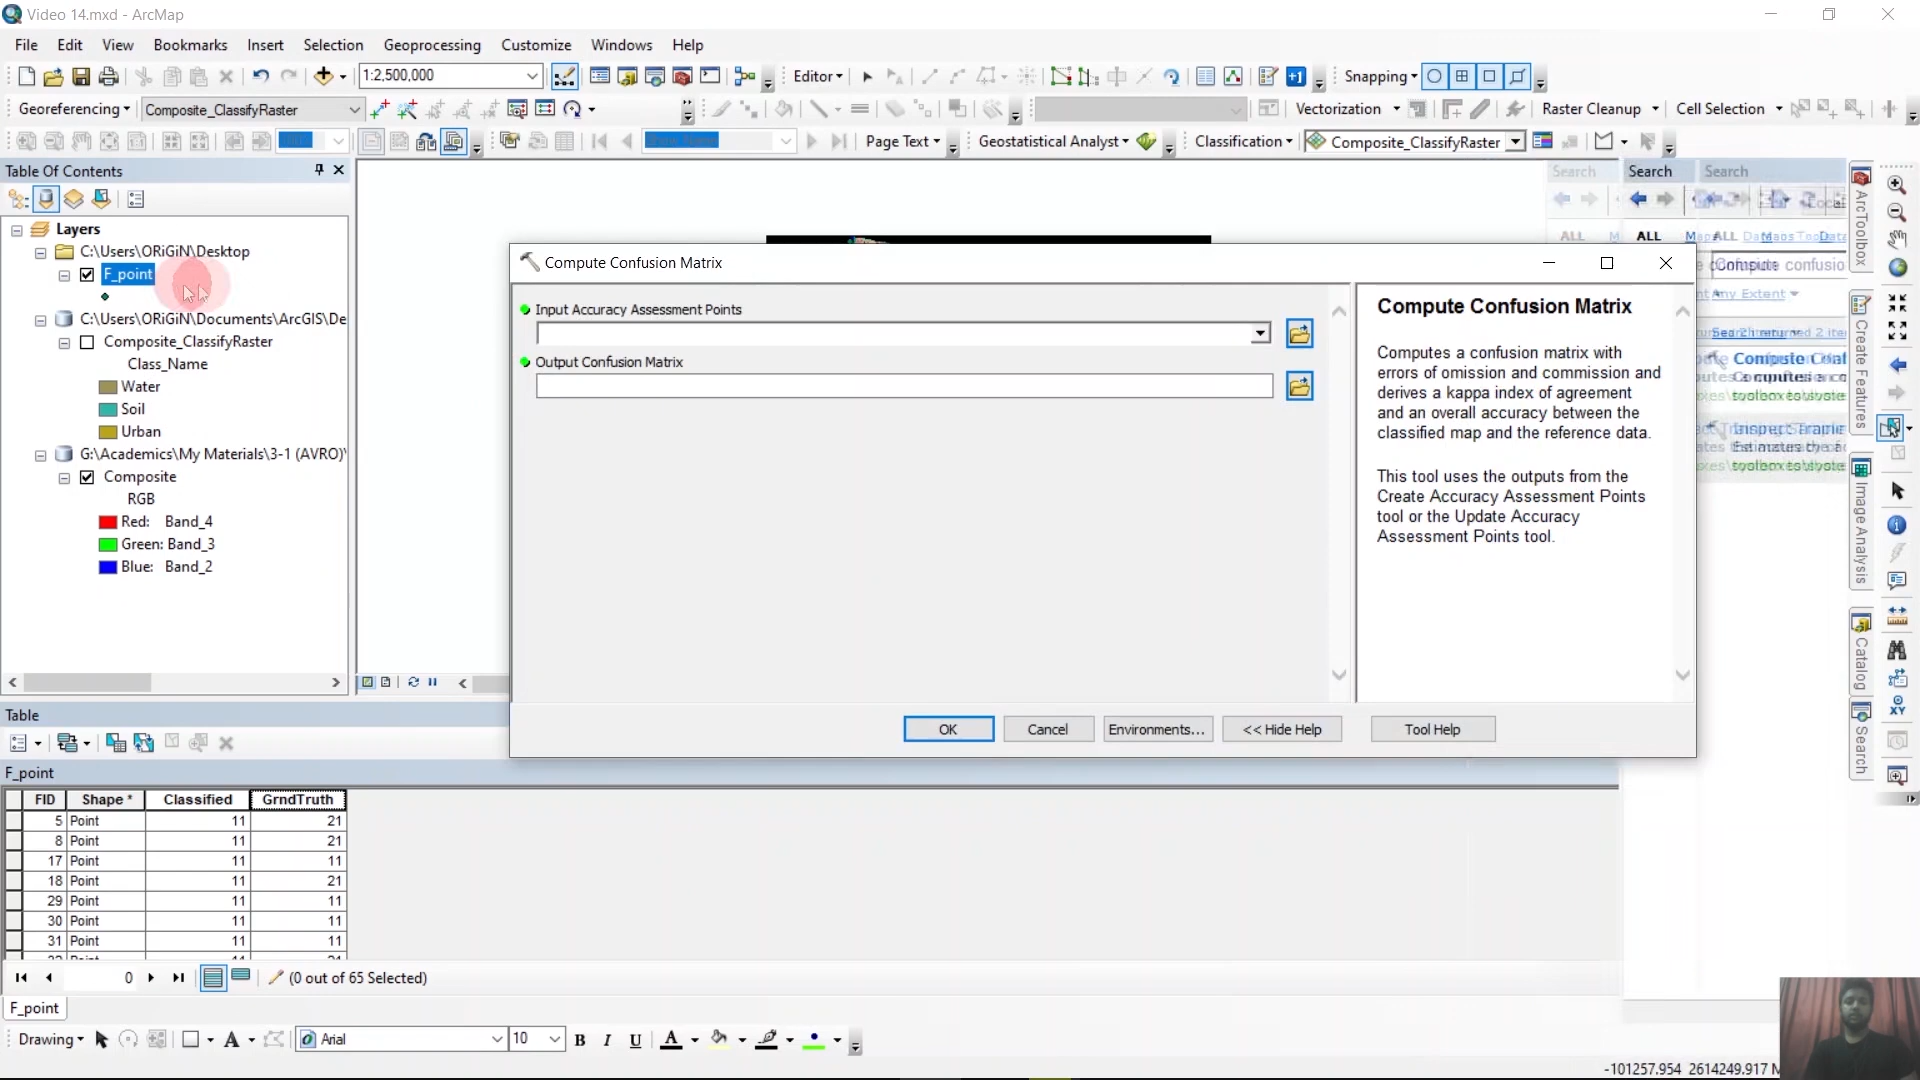 Video 14.mxd - ArcMap
File Edit View Bookmarks Insert Selection Geoprocessing Customize Windows Help
1:2,500,000 Editor Snapping
Georeferencing Composite_ClassifyRaster Vectorization Raster Cleanup Cell Selection
Page Text Geostatistical Analyst Classification Composite_ClassifyRaster
Table Of Contents
Search Search Search
ALL ALL ALL
Layers
C:\Users\ORiGiN\Desktop
F_point
C:\Users\ORiGiN\Documents\ArcGIS\De
Composite_ClassifyRaster
Class_Name
Water
Soil
Urban
G:\Academics\My Materials\3-1 (AVRO)\
Composite
RGB
Red: Band_4
Green: Band_3
Blue: Band_2
Compute Confusion Matrix
Input Accuracy Assessment Points
Output Confusion Matrix
OK Cancel Environments... << Hide Help Tool Help
Compute Confusion Matrix
Computes a confusion matrix with
errors of omission and commission and
derives a kappa index of agreement
and an overall accuracy between the
classified map and the reference data.
This tool uses the outputs from the
Create Accuracy Assessment Points
tool or the Update Accuracy
Assessment Points tool.
ArcToolbox
Create Features
Image Analysis
Catalog
Search
Table
F_point
FID Shape * Classified GrndTruth
5 Point 11 21
8 Point 11 21
17 Point 11 11
18 Point 11 21
29 Point 11 11
30 Point 11 11
31 Point 11 11
0 (0 out of 65 Selected)
F_point
Drawing Arial 10 B I U A
-101257.954 2614249.917 M